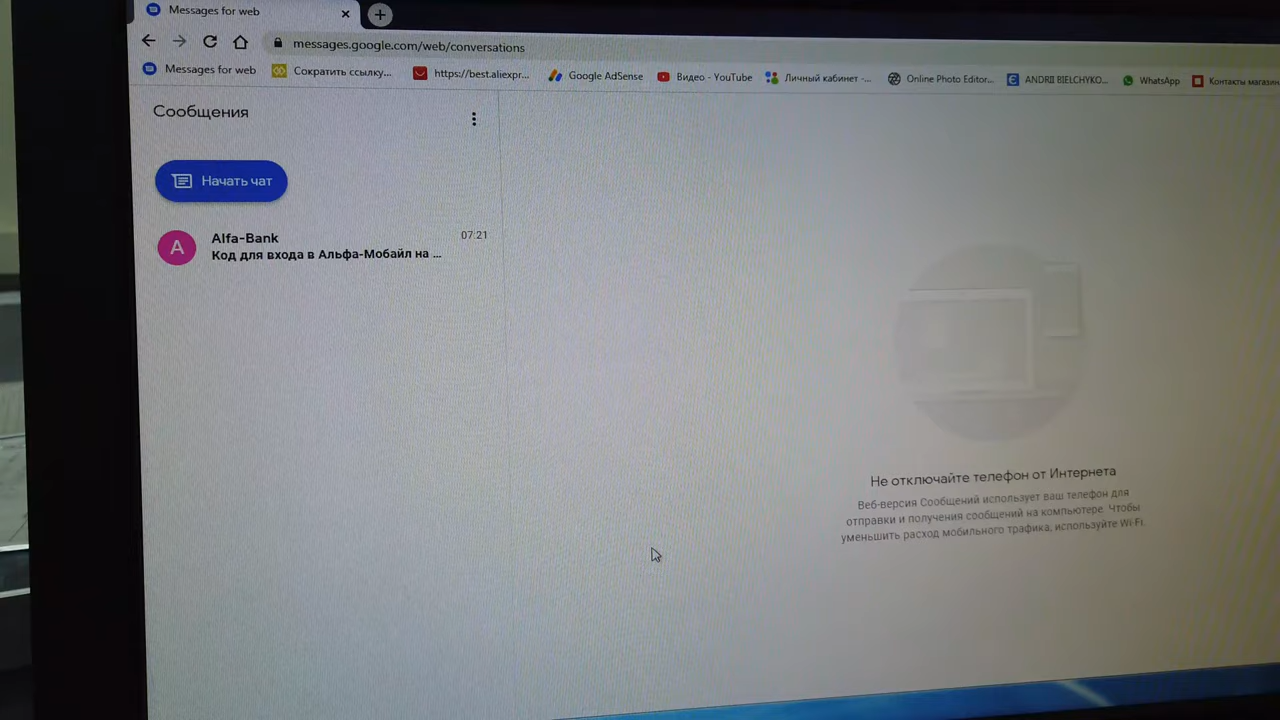 Messages for web
messages.google.com/web/conversations
Messages for web
Сократить ссылку...
https://best.aliexpr...
Google AdSense
Видео - YouTube
Личный кабинет -...
Online Photo Editor...
ANDRII BIELCHYKO...
WhatsApp
Контакты магазин
Сообщения
Начать чат
A
Alfa-Bank
07:21
Код для входа в Альфа-Мобайл на ...
Не отключайте телефон от Интернета
Веб-версия Сообщений использует ваш телефон для
отправки и получения сообщений на компьютере. Чтобы
уменьшить расход мобильного трафика, используйте Wi-Fi.